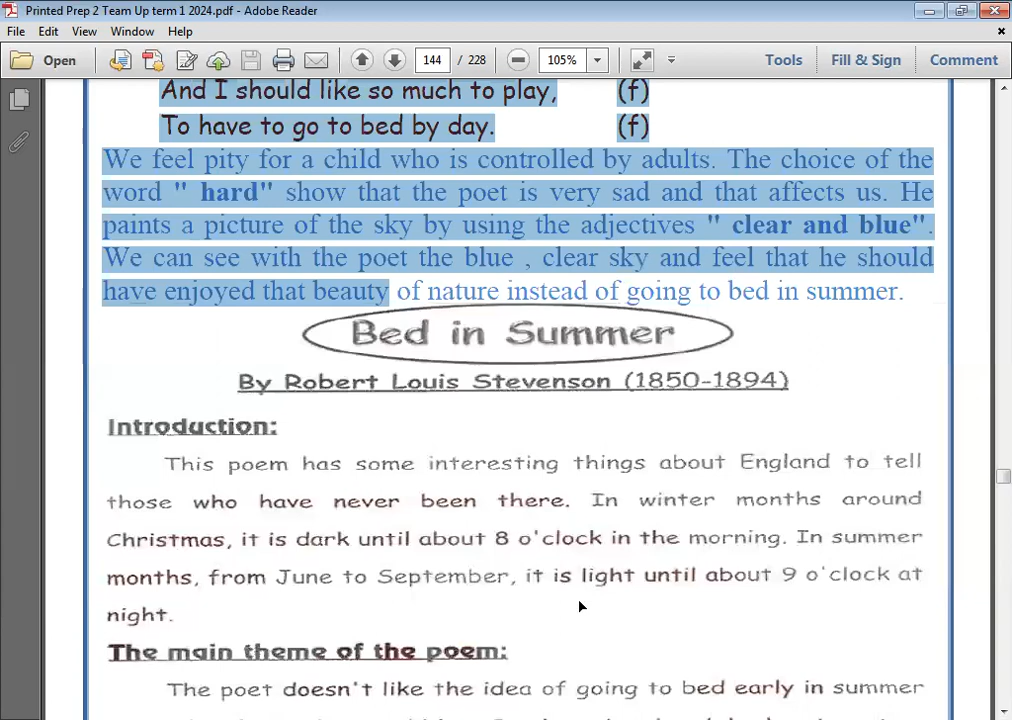 Printed Prep 2 Team Up term 1 2024.pdf - Adobe Reader
File Edit View Window Help
Open 144 / 228 105% Tools Fill & Sign Comment
And I should like so much to play, (f)
To have to go to bed by day. (f)
We feel pity for a child who is controlled by adults. The choice of the
word " hard" show that the poet is very sad and that affects us. He
paints a picture of the sky by using the adjectives " clear and blue".
We can see with the poet the blue , clear sky and feel that he should
have enjoyed that beauty of nature instead of going to bed in summer.
Bed in Summer
By Robert Louis Stevenson (1850-1894)
Introduction:
This poem has some interesting things about England to tell
those who have never been there. In winter months around
Christmas, it is dark until about 8 o'clock in the morning. In summer
months, from June to September, it is light until about 9 o'clock at
night.
The main theme of the poem:
The poet doesn't like the idea of going to bed early in summer